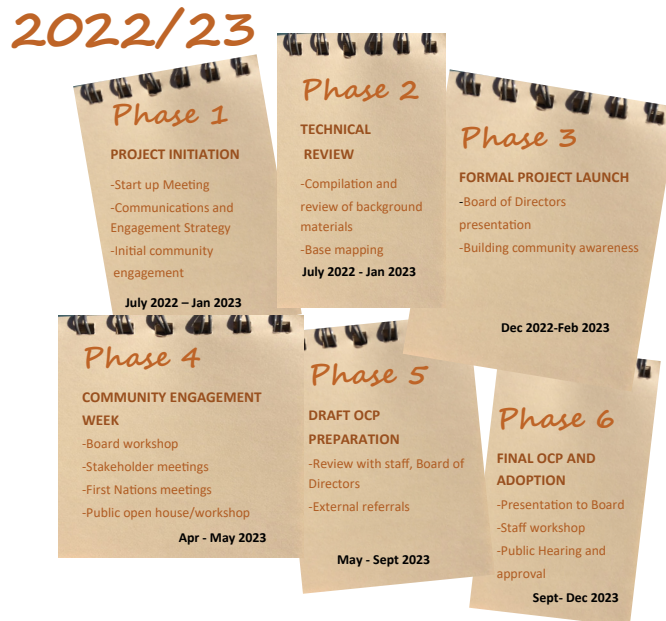 2022/23
Phase 1
PROJECT INITIATION
-Start up Meeting
-Communications and
Engagement Strategy
-Initial community
engagement
July 2022 – Jan 2023
Phase 2
TECHNICAL
REVIEW
-Compilation and
review of background
materials
-Base mapping
July 2022 - Jan 2023
Phase 3
FORMAL PROJECT LAUNCH
-Board of Directors
presentation
-Building community awareness
Dec 2022-Feb 2023
Phase 4
COMMUNITY ENGAGEMENT
WEEK
-Board workshop
-Stakeholder meetings
-First Nations meetings
-Public open house/workshop
Apr - May 2023
Phase 5
DRAFT OCP
PREPARATION
-Review with staff, Board of
Directors
-External referrals
May - Sept 2023
Phase 6
FINAL OCP AND
ADOPTION
-Presentation to Board
-Staff workshop
-Public Hearing and
approval
Sept- Dec 2023